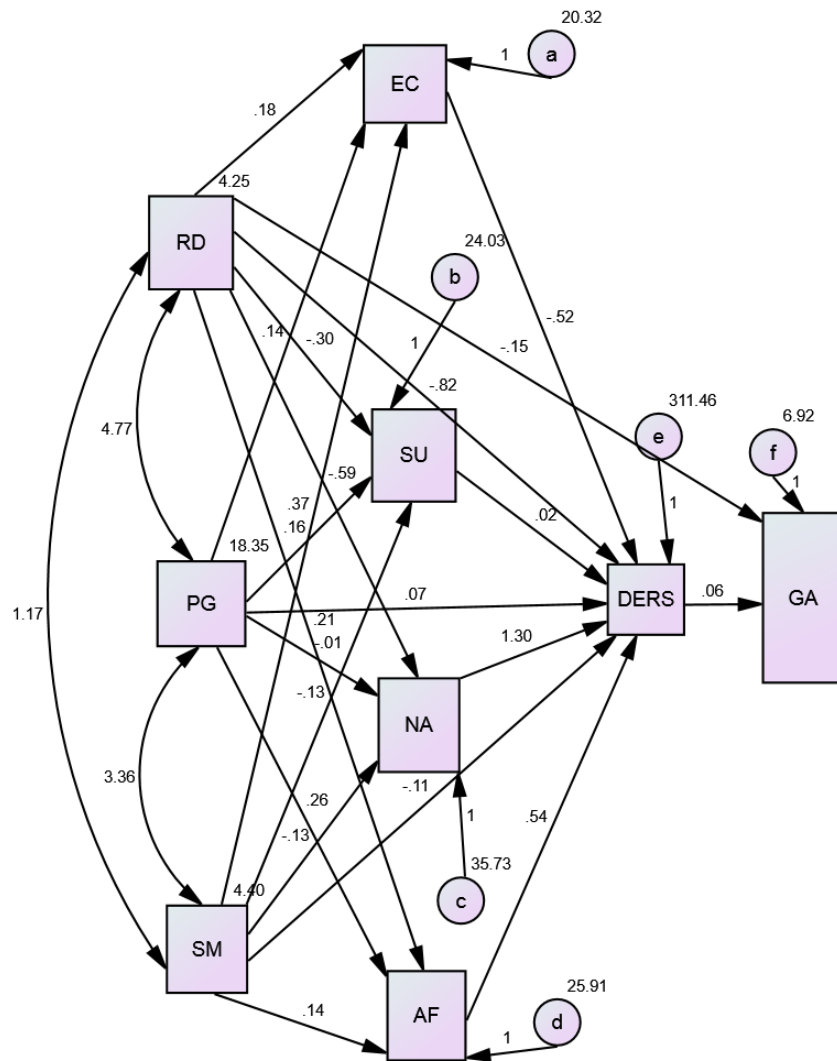 20.32
1
a
EC
.18
4.25
RD
24.03
b
.14
-.30
1
-.52
-.15
-.82
311.46
e
6.92
f
4.77
SU
1
-.59
.37
.16
.02
1
18.35
PG
DERS
GA
.07
.06
1.17
.21
-.01
1.30
-.13
NA
3.36
-.11
.26
.54
-.13
1
35.73
4.40
c
SM
25.91
.14
AF
d
1